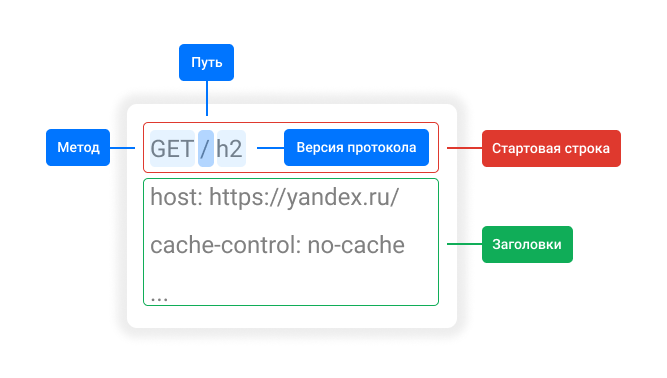 Путь
Метод
GET / h2
Версия протокола
Стартовая строка
host: https://yandex.ru/
cache-control: no-cache
Заголовки
...